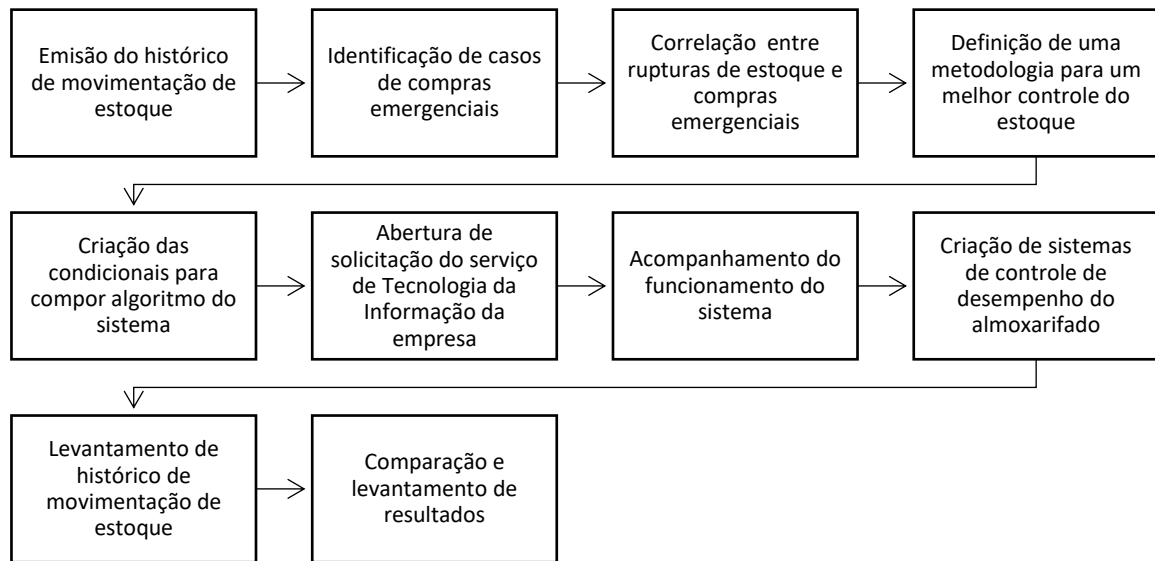 Emissão do histórico
de movimentação de
estoque
Identificação de casos
de compras
emergenciais
Correlação entre
rupturas de estoque e
compras
emergenciais
Definição de uma
metodologia para um
melhor controle do
estoque
Criação das
condicionais para
compor algoritmo do
sistema
Abertura de
solicitação do serviço
de Tecnologia da
Informação da
empresa
Acompanhamento do
funcionamento do
sistema
Criação de sistemas
de controle de
desempenho do
almoxarifado
Levantamento de
histórico de
movimentação de
estoque
Comparação e
levantamento de
resultados